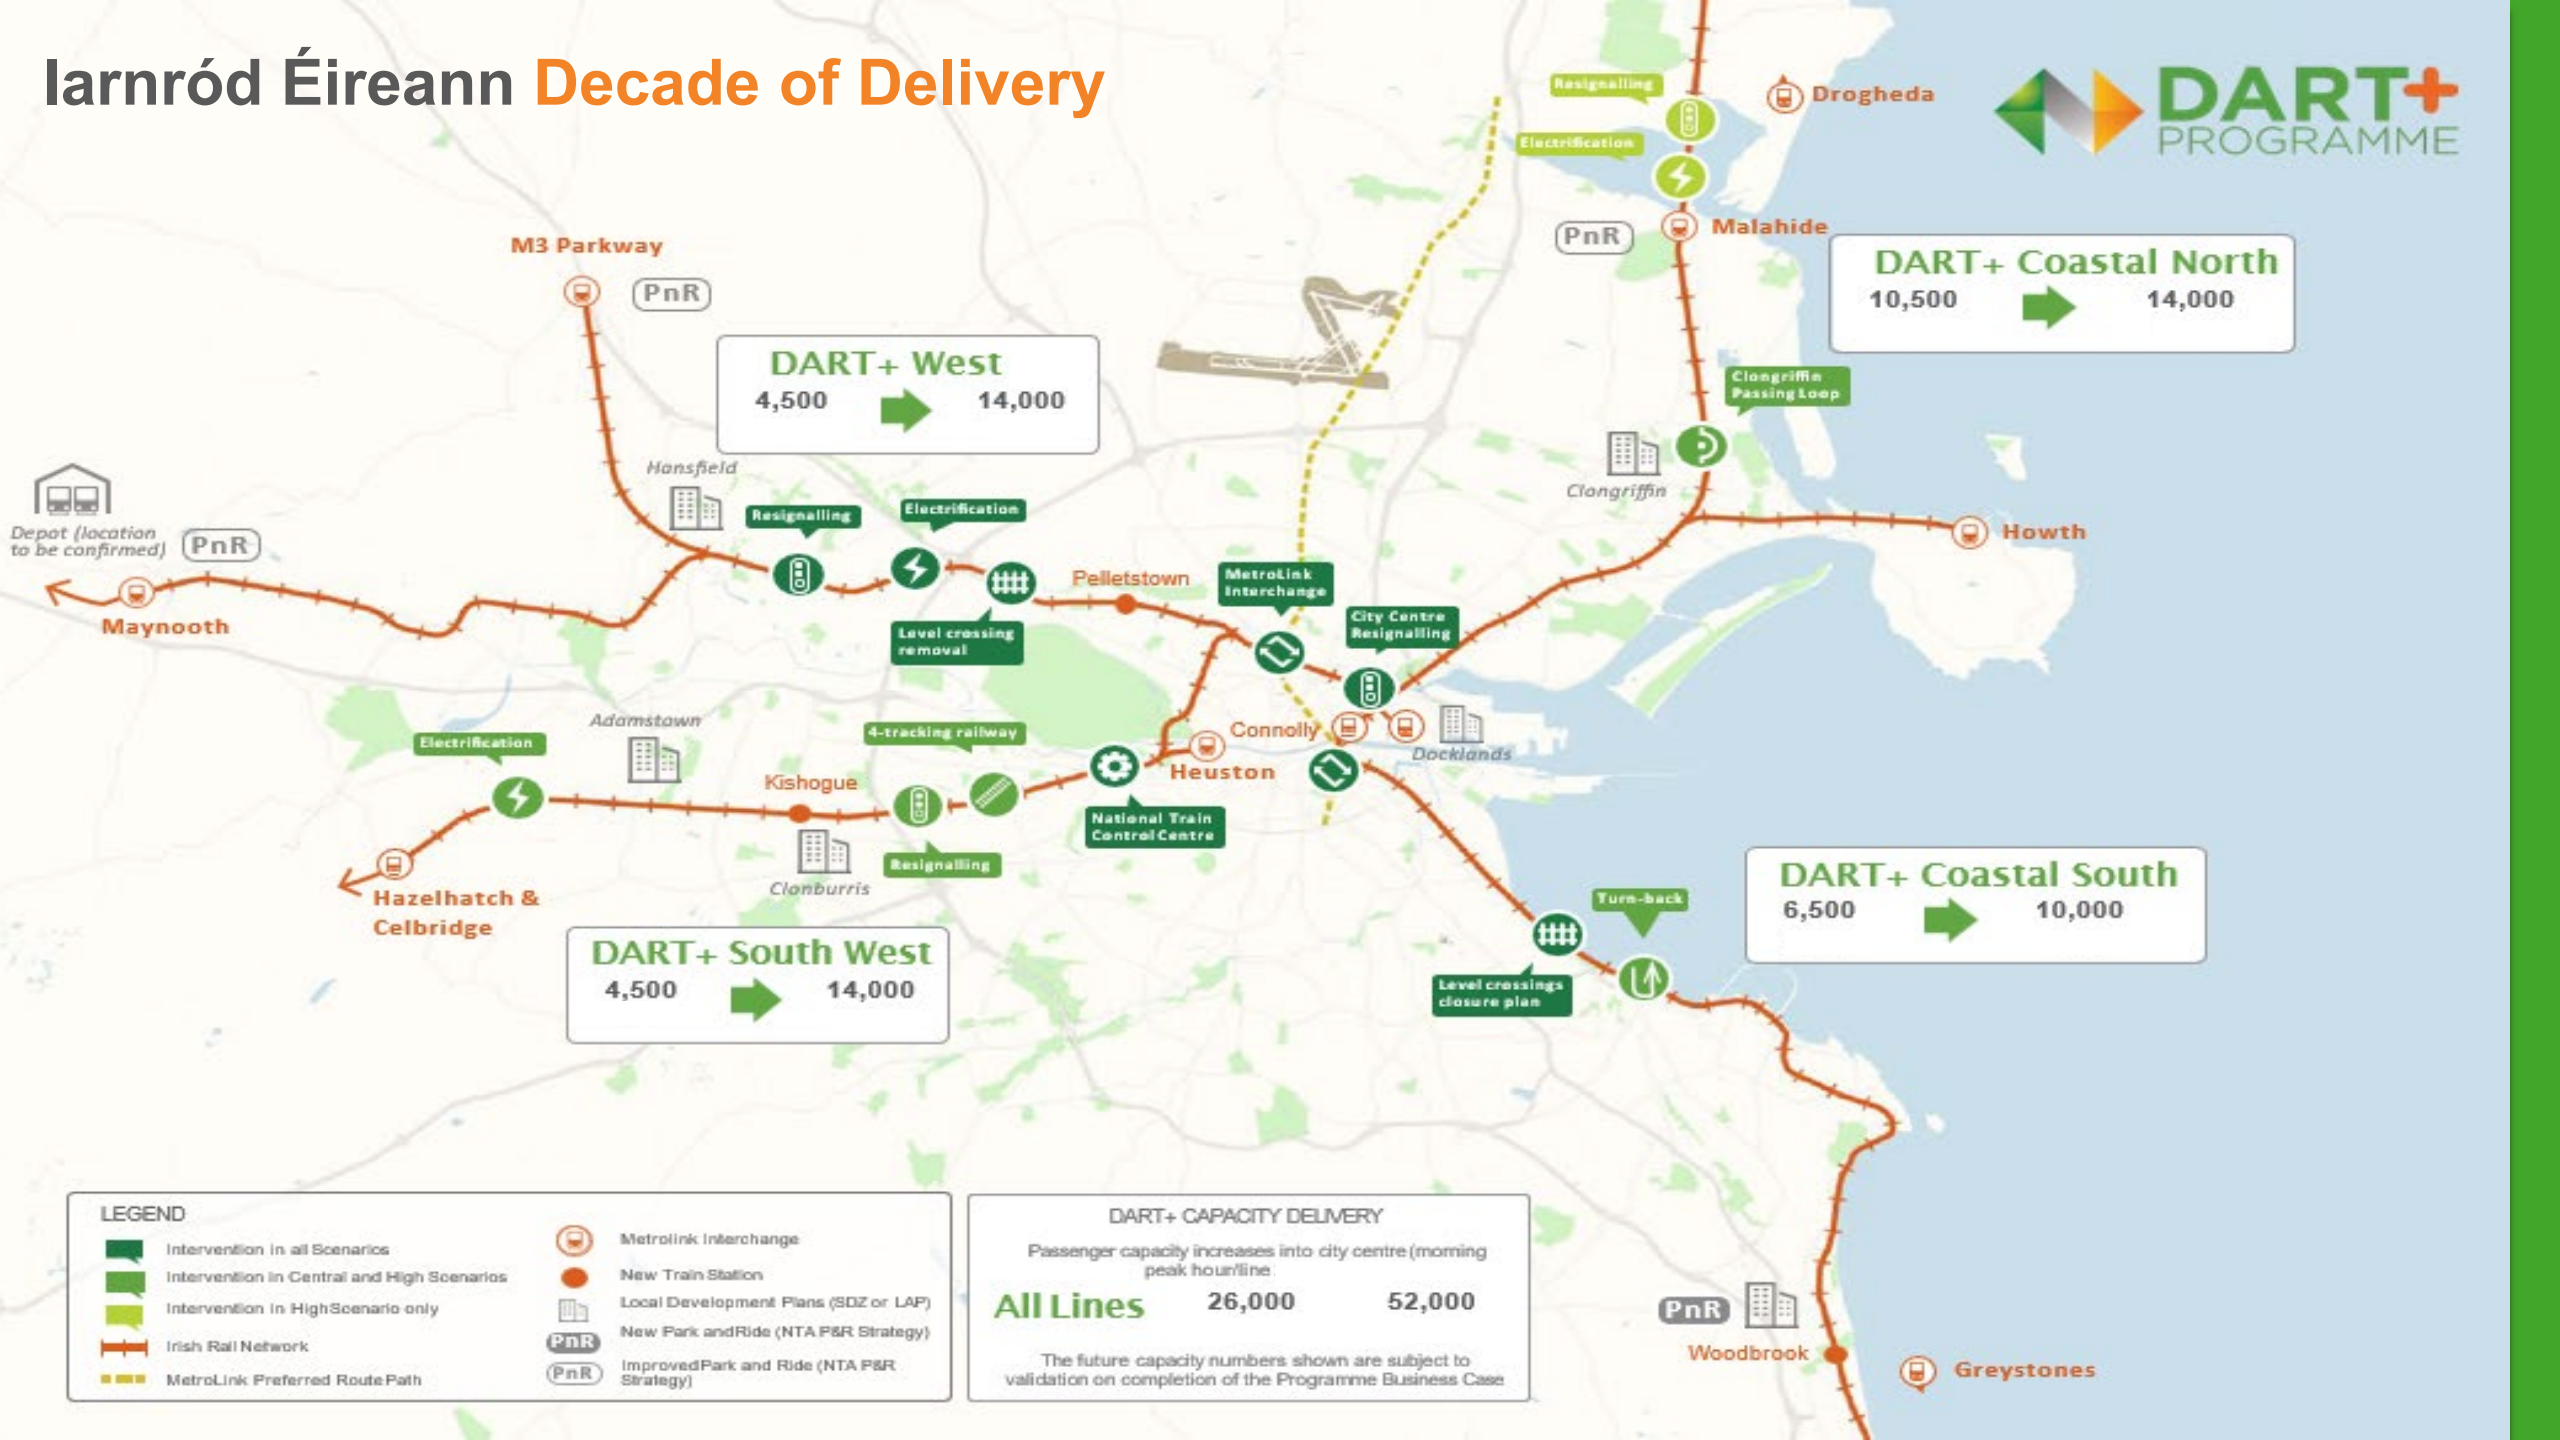 Iarnród Éireann Decade of Delivery
DART+
PROGRAMME
Resignalling
Drogheda
Electrification
Malahide
PnR
M3 Parkway
PnR
DART+ Coastal North
10,500 14,000
DART+ West
4,500 14,000
Clongriffin
Passing Loop
Clongriffin
Hansfield
Resignalling
Electrification
Depot (location
to be confirmed)
PnR
Howth
Maynooth
Pelletstown
MetroLink
Interchange
City Centre
Resignalling
Level crossing
removal
Adamstown
Electrification
4-tracking railway
Connolly
Docklands
Heuston
Kishogue
National Train
Control Centre
Resignalling
Clonburris
Hazelhatch &
Celbridge
DART+ South West
4,500 14,000
Turn-back
DART+ Coastal South
6,500 10,000
Level crossings
closure plan
LEGEND
Intervention in all Scenarios
Intervention in Central and High Scenarios
Intervention in High Scenario only
Irish Rail Network
MetroLink Preferred Route Path
Metrolink Interchange
New Train Station
Local Development Plans (SDZ or LAP)
PnR
New Park and Ride (NTA P&R Strategy)
PnR
Improved Park and Ride (NTA P&R
Strategy)
DART+ CAPACITY DELIVERY
Passenger capacity increases into city centre (morning
peak hour/line
All Lines 26,000 52,000
The future capacity numbers shown are subject to
validation on completion of the Programme Business Case
PnR
Woodbrook
Greystones